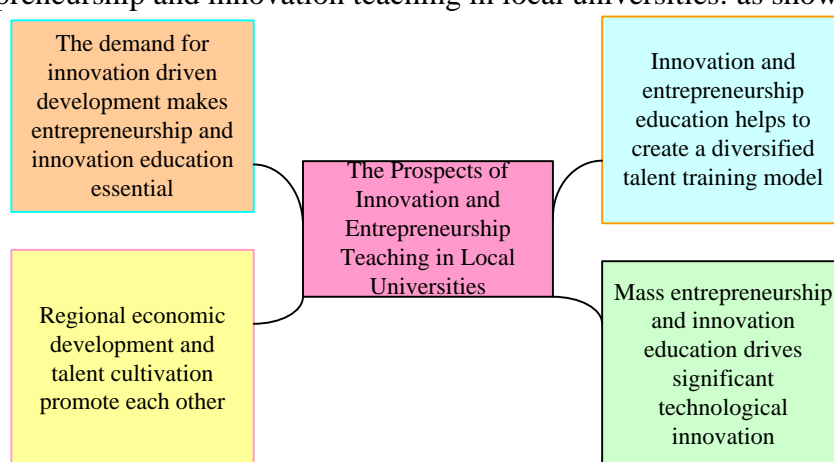 preneurship and innovation teaching in local universities: as show
The demand for
innovation driven
development makes
entrepreneurship and
innovation education
essential
Innovation and
entrepreneurship
education helps to
create a diversified
talent training model
The Prospects of
Innovation and
Entrepreneurship
Teaching in Local
Universities
Regional economic
development and
talent cultivation
promote each other
Mass entrepreneurship
and innovation
education drives
significant
technological
innovation